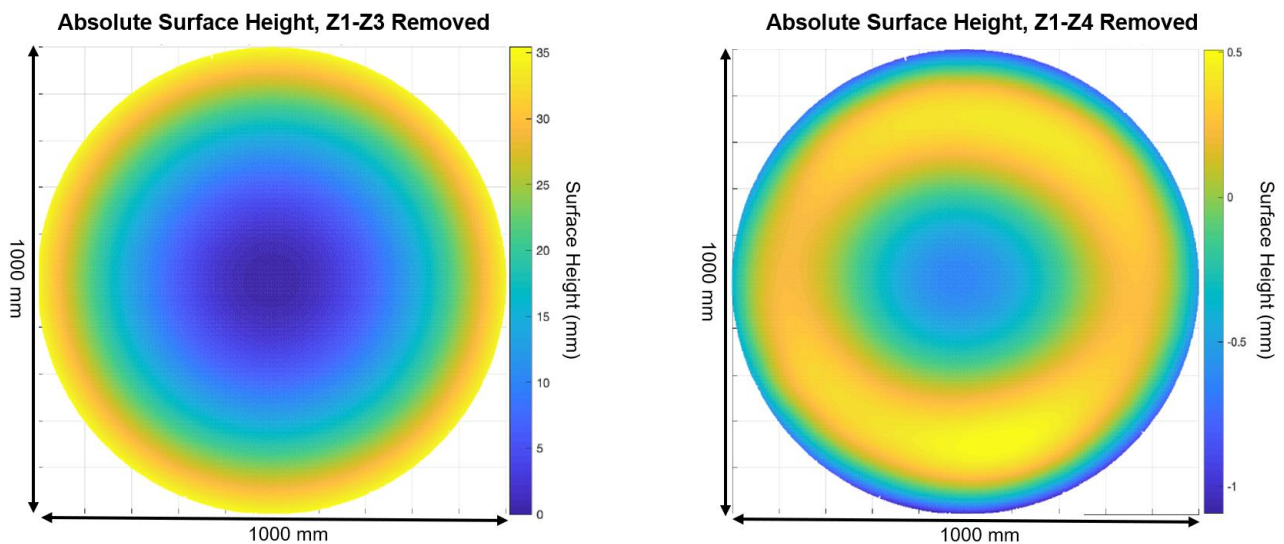 Absolute Surface Height, Z1-Z3 Removed
1000 mm
1000 mm
35
30
25
20
15
10
5
0
Surface Height (mm)
Absolute Surface Height, Z1-Z4 Removed
1000 mm
1000 mm
0.5
0
-0.5
-1
Surface Height (mm)